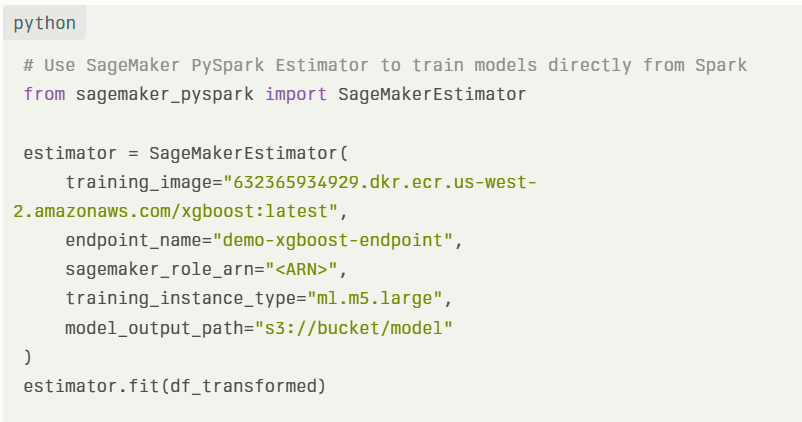 python
# Use SageMaker PySpark Estimator to train models directly from Spark
from sagemaker_pyspark import SageMakerEstimator
estimator = SageMakerEstimator(
training_image="632365934929.dkr.ecr.us-west-
2.amazonaws.com/xgboost:latest",
endpoint_name="demo-xgboost-endpoint",
sagemaker_role_arn="<ARN>",
training_instance_type="ml.m5.large",
model_output_path="s3://bucket/model"
)
estimator.fit(df_transformed)